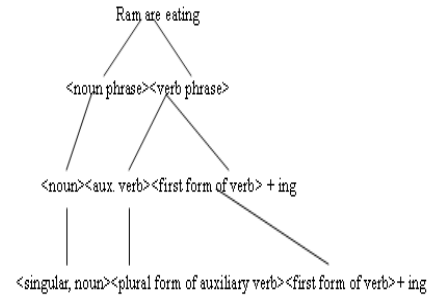 Ram are eating
<noun phrase><verb phrase>
<noun><aux. verb><first form of verb> + ing
<singular, noun><plural form of auxiliary verb><first form of verb>+ ing